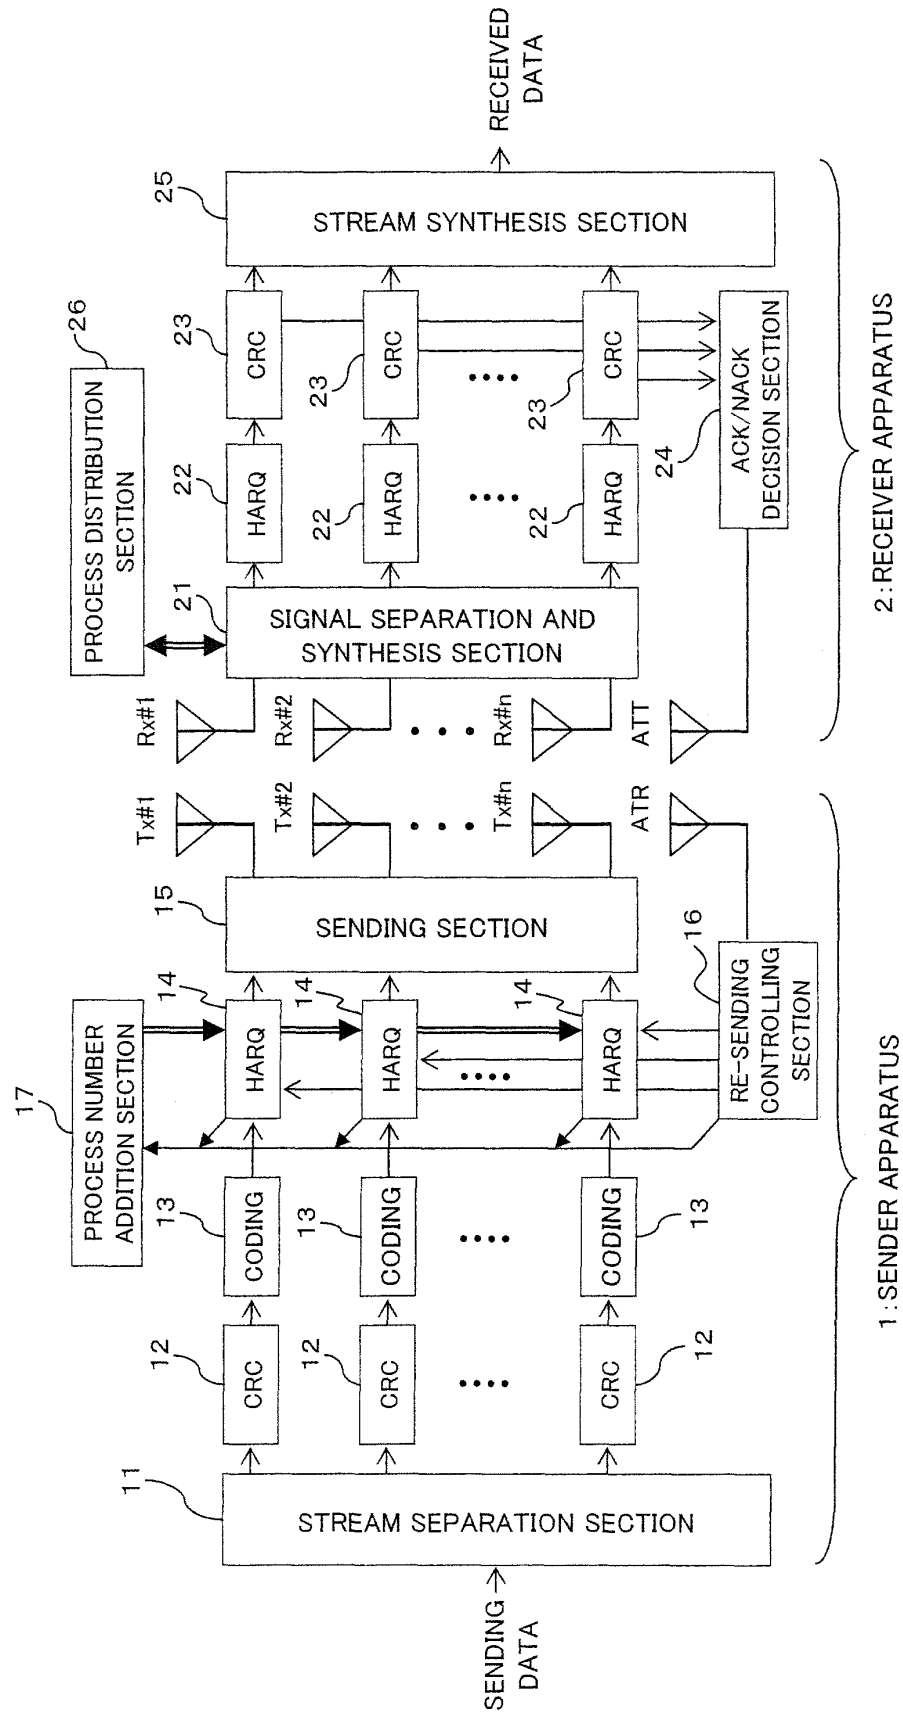 SENDING
DATA
11
STREAM SEPARATION SECTION
12
CRC
12
CRC
12
CRC
13
CODING
13
CODING
13
CODING
17
PROCESS NUMBER
ADDITION SECTION
14
HARQ
14
HARQ
14
HARQ
16
RE-SENDING
CONTROLLING
SECTION
15
SENDING SECTION
Tx#1
Tx#2
Tx#n
ATR
1:SENDER APPARATUS
Rx#1
Rx#2
Rx#n
ATT
26
PROCESS DISTRIBUTION
SECTION
21
SIGNAL SEPARATION AND
SYNTHESIS SECTION
22
HARQ
22
HARQ
22
HARQ
23
CRC
23
CRC
23
CRC
24
ACK/NACK
DECISION SECTION
25
STREAM SYNTHESIS SECTION
RECEIVED
DATA
2:RECEIVER APPARATUS